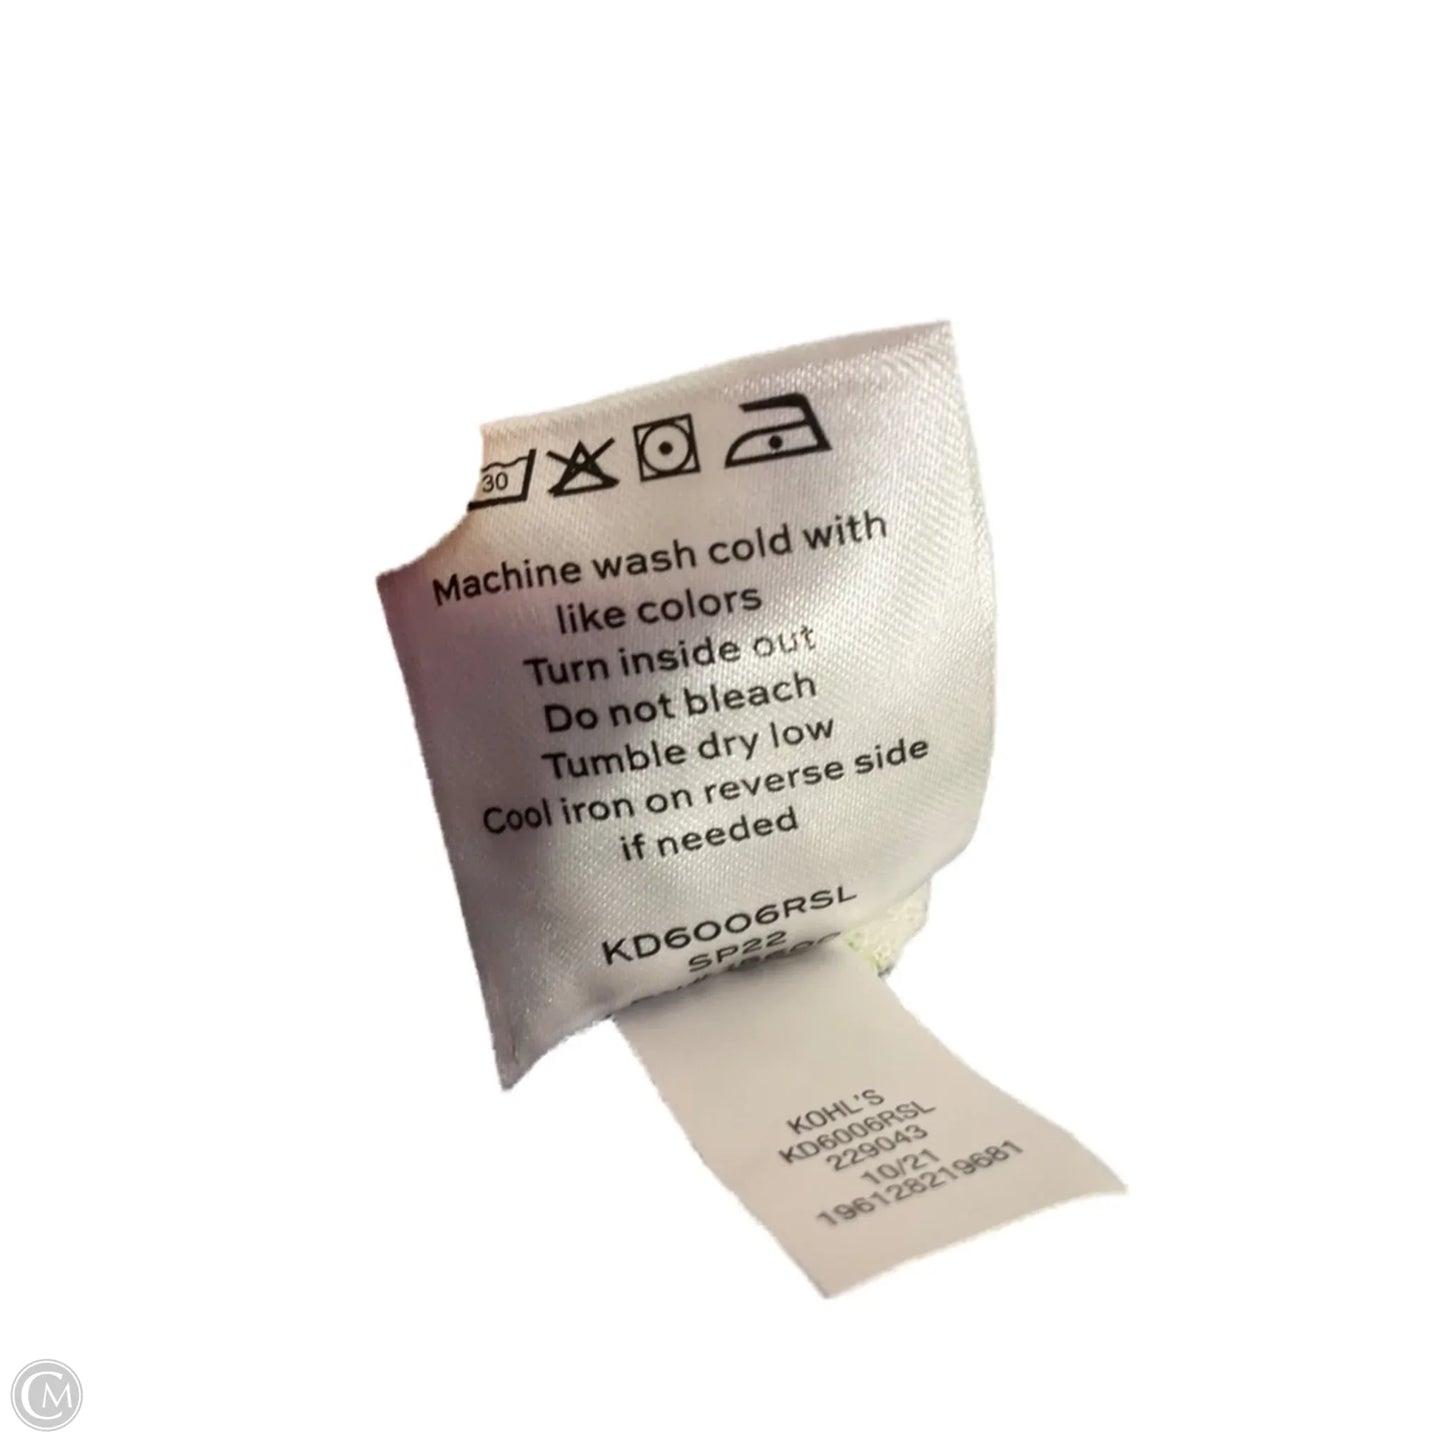 30
Machine wash cold with
like colors
Turn inside out
Do not bleach
Tumble dry low
Cool iron on reverse side
if needed
KD6006RSL
SP22
KOHL'S
KD6006RSL
229043
10/21
196128219681
CM